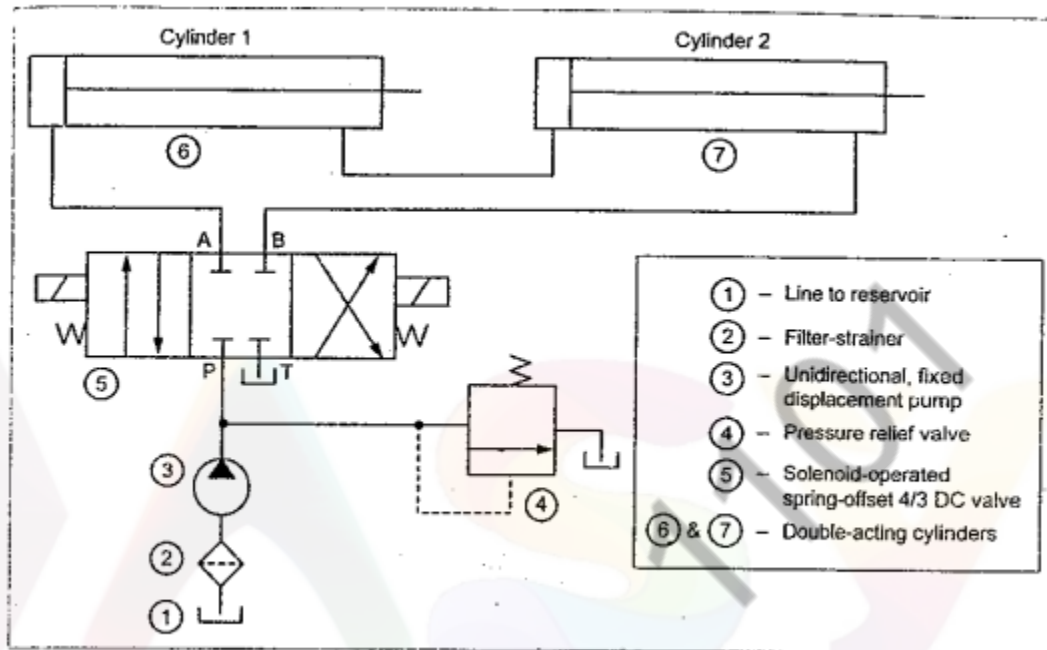 Cylinder 1
Cylinder 2
6
7
A
B
5
P
T
3
4
2
1
1 – Line to reservoir
2 – Filter-strainer
3 – Unidirectional, fixed
displacement pump
4 – Pressure relief valve
5 – Solenoid-operated
spring-offset 4/3 DC valve
6 & 7 – Double-acting cylinders
1101